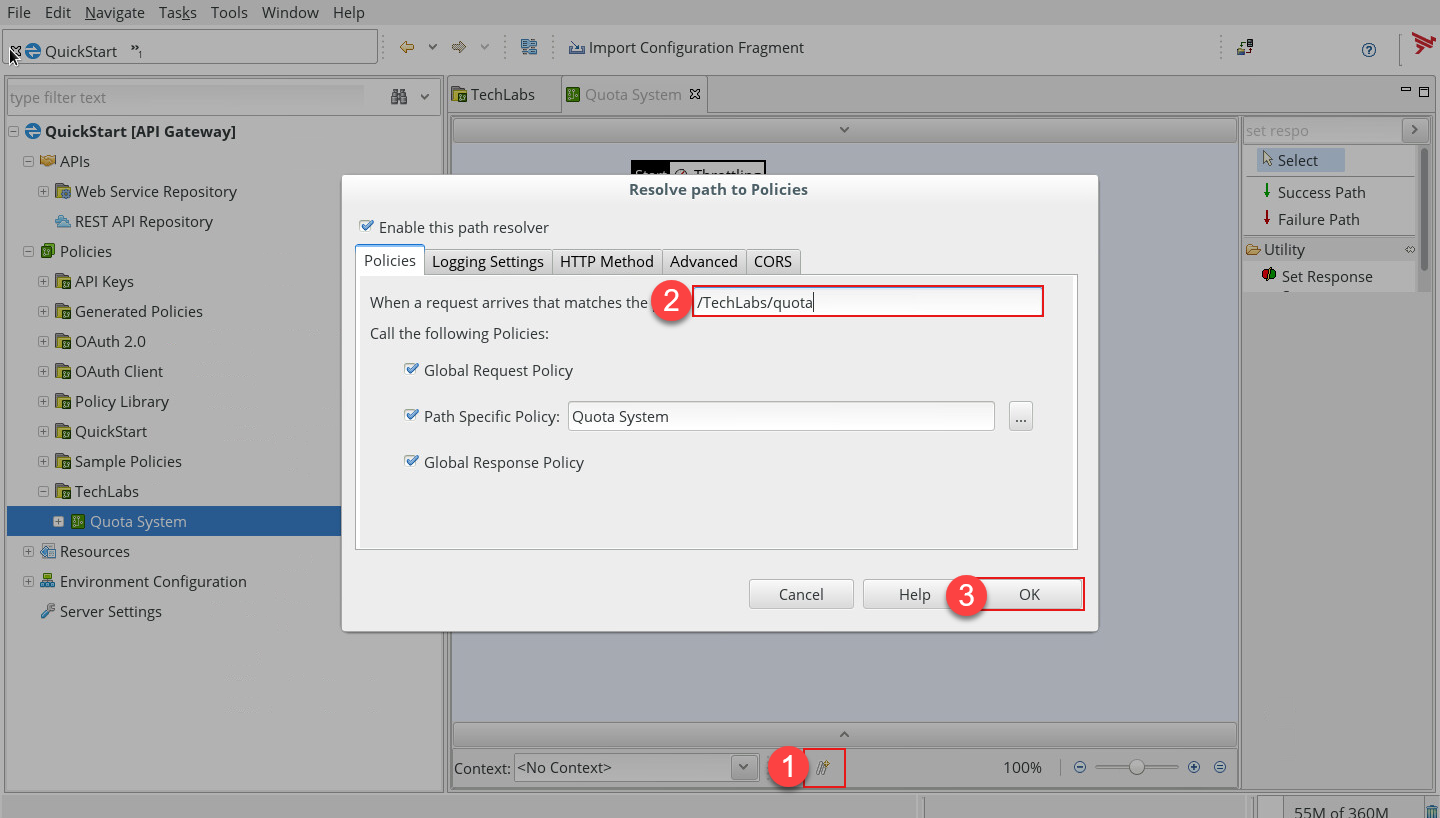 File Edit Navigate Tasks Tools Window Help
QuickStart »1
Import Configuration Fragment
type filter text
TechLabs
Quota System
set respo
QuickStart [API Gateway]
APIs
Web Service Repository
REST API Repository
Policies
API Keys
Generated Policies
OAuth 2.0
OAuth Client
Policy Library
QuickStart
Sample Policies
TechLabs
Quota System
Resources
Environment Configuration
Server Settings
Start Throttling
Resolve path to Policies
Enable this path resolver
Policies Logging Settings HTTP Method Advanced CORS
When a request arrives that matches the 2 /TechLabs/quota
Call the following Policies:
Global Request Policy
Path Specific Policy: Quota System ...
Global Response Policy
Cancel Help 3 OK
Select
Success Path
Failure Path
Utility
Set Response
Context: <No Context> 1 100%
55M of 360M